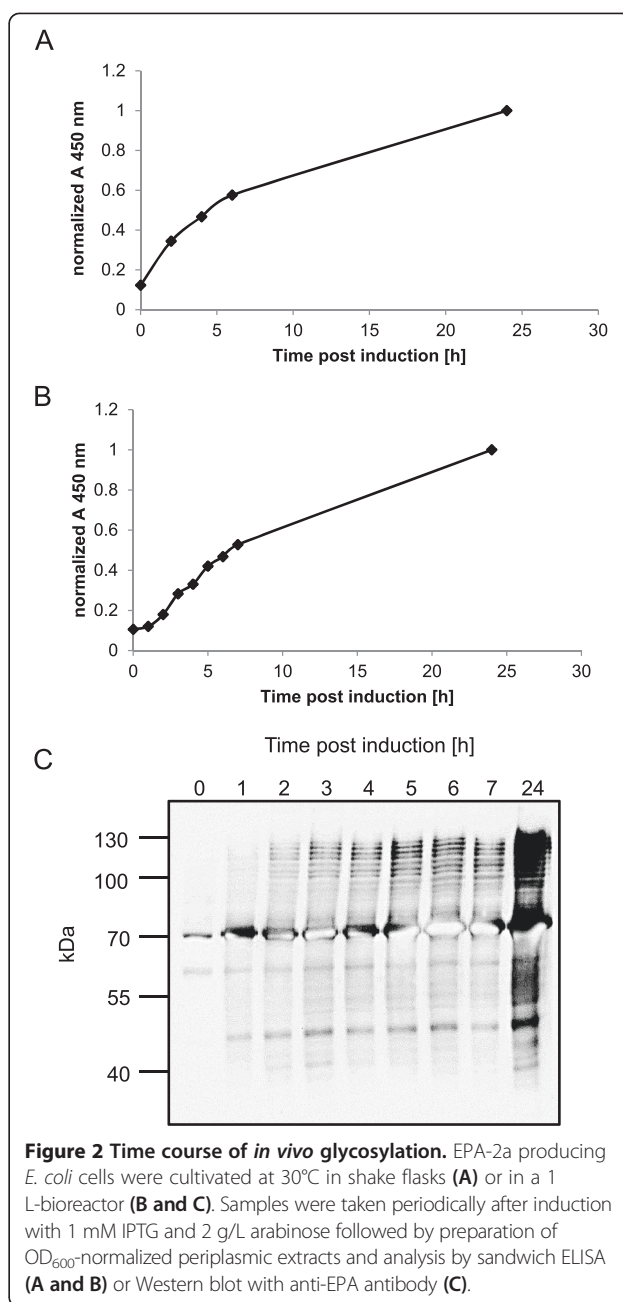 A
normalized A 450 nm
1.2
1
0.8
0.6
0.4
0.2
0
0 5 10 15 20 25 30
Time post induction [h]
B
normalized A 450 nm
1.2
1
0.8
0.6
0.4
0.2
0
0 5 10 15 20 25 30
Time post induction [h]
C
Time post induction [h]
0 1 2 3 4 5 6 7 24
kDa
130
100
70
55
40
Figure 2 Time course of in vivo glycosylation. EPA-2a producing
E. coli cells were cultivated at 30°C in shake flasks (A) or in a 1
L-bioreactor (B and C). Samples were taken periodically after induction
with 1 mM IPTG and 2 g/L arabinose followed by preparation of
OD600-normalized periplasmic extracts and analysis by sandwich ELISA
(A and B) or Western blot with anti-EPA antibody (C).